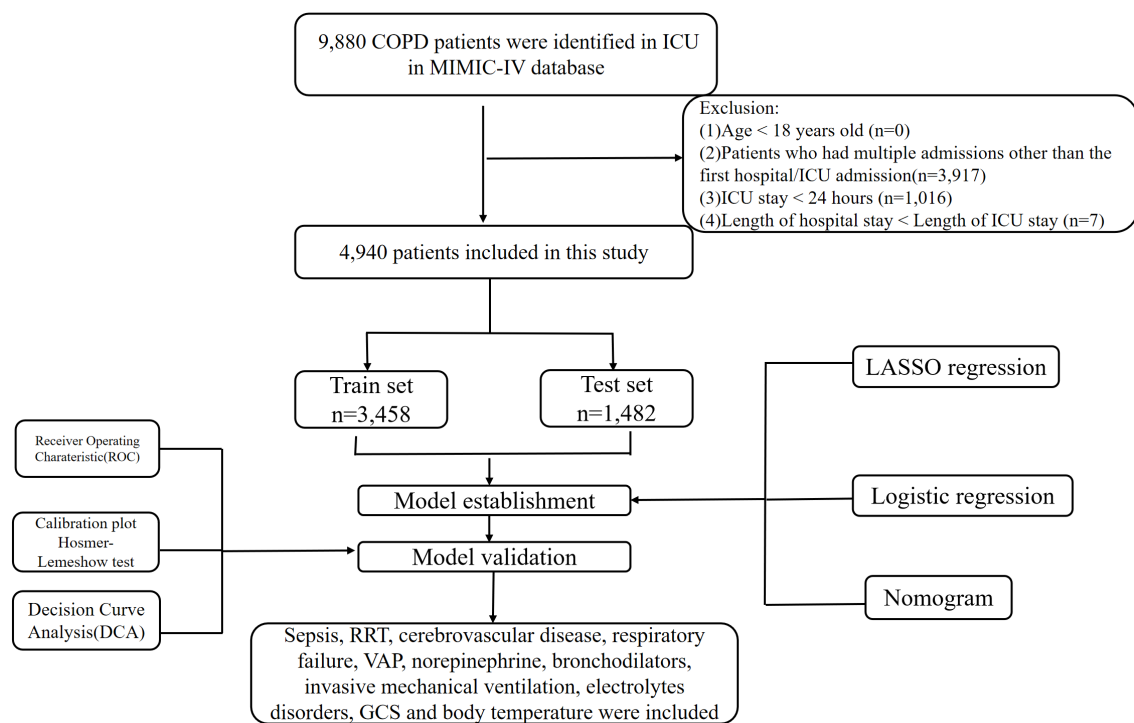 9,880 COPD patients were identified in ICU
in MIMIC-IV database
Exclusion:
(1)Age < 18 years old (n=0)
(2)Patients who had multiple admissions other than the
first hospital/ICU admission(n=3,917)
(3)ICU stay < 24 hours (n=1,016)
(4)Length of hospital stay < Length of ICU stay (n=7)
4,940 patients included in this study
Train set
n=3,458
Test set
n=1,482
LASSO regression
Logistic regression
Nomogram
Model establishment
Receiver Operating
Charateristic(ROC)
Calibration plot
Hosmer-
Lemeshow test
Decision Curve
Analysis(DCA)
Model validation
Sepsis, RRT, cerebrovascular disease, respiratory
failure, VAP, norepinephrine, bronchodilators,
invasive mechanical ventilation, electrolytes
disorders, GCS and body temperature were included